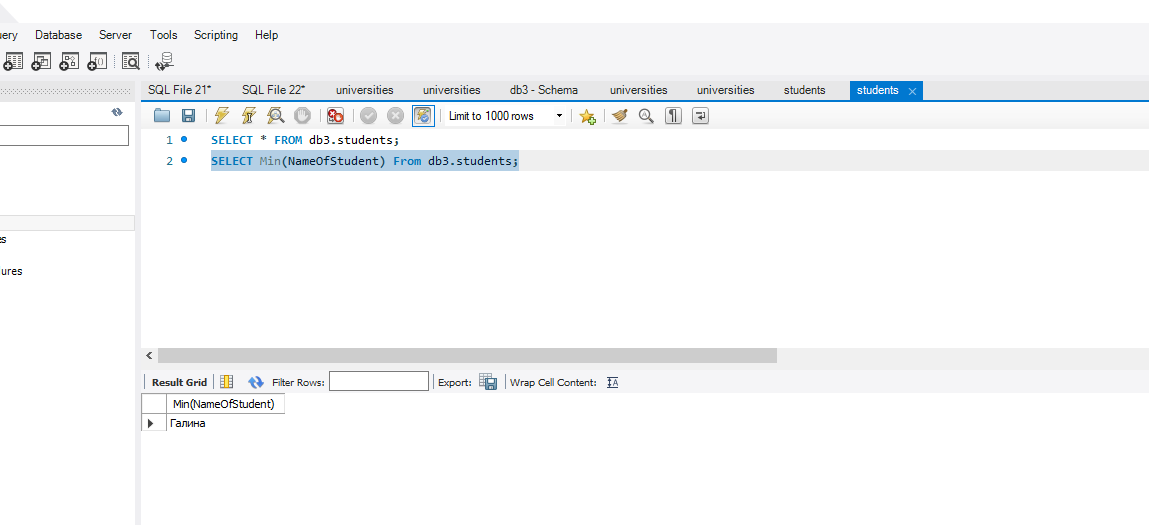 uery Database Server Tools Scripting Help
SQL File 21* SQL File 22* universities universities db3 - Schema universities universities students students
Limit to 1000 rows
1 SELECT * FROM db3.students;
2 SELECT Min(NameOfStudent) From db3.students;
es
ures
Result Grid Filter Rows: Export: Wrap Cell Content:
Min(NameOfStudent)
Галина